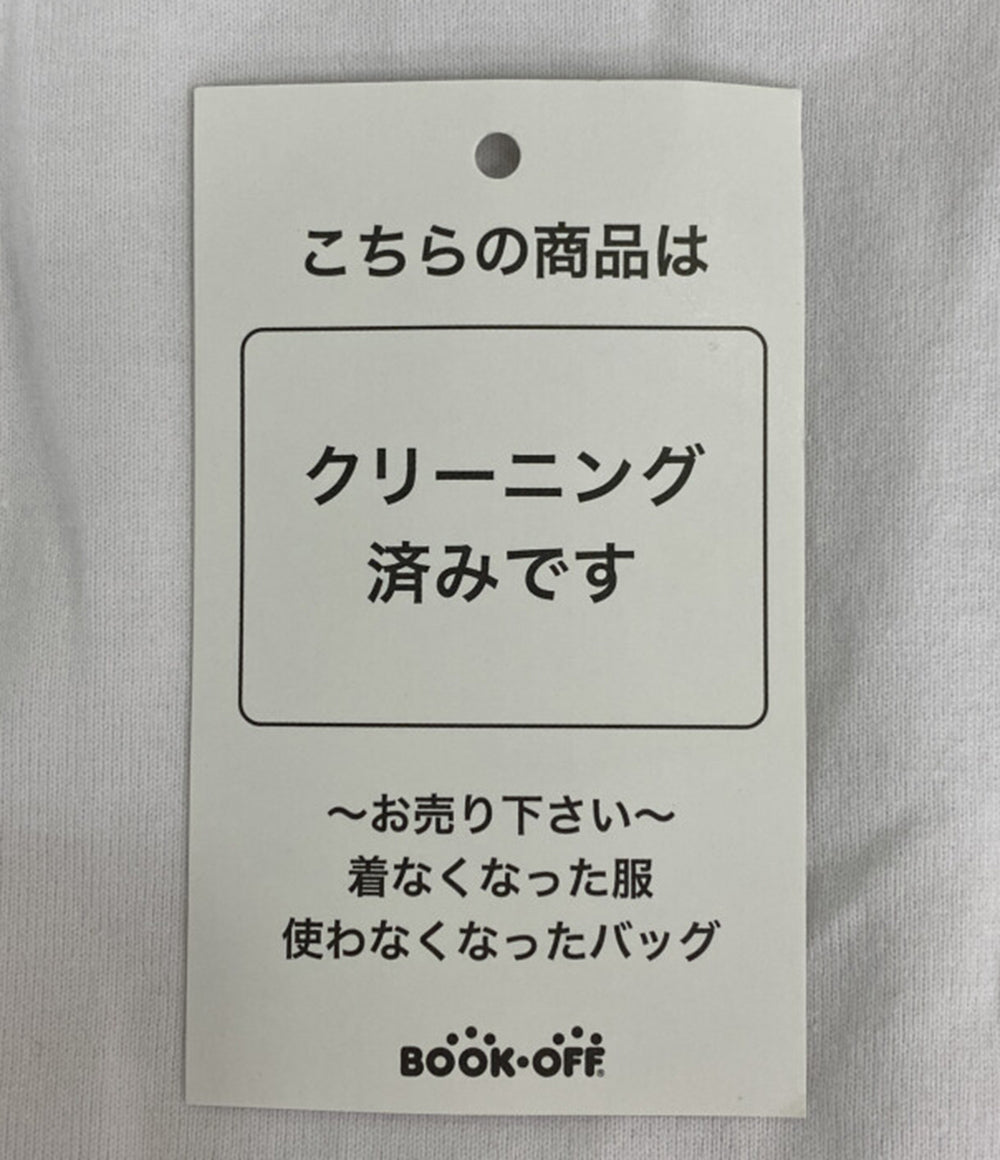 こちらの商品は
クリーニング
済みです
〜お売り下さい〜
着なくなった服
使わなくなったバッグ
BOOK・OFF®